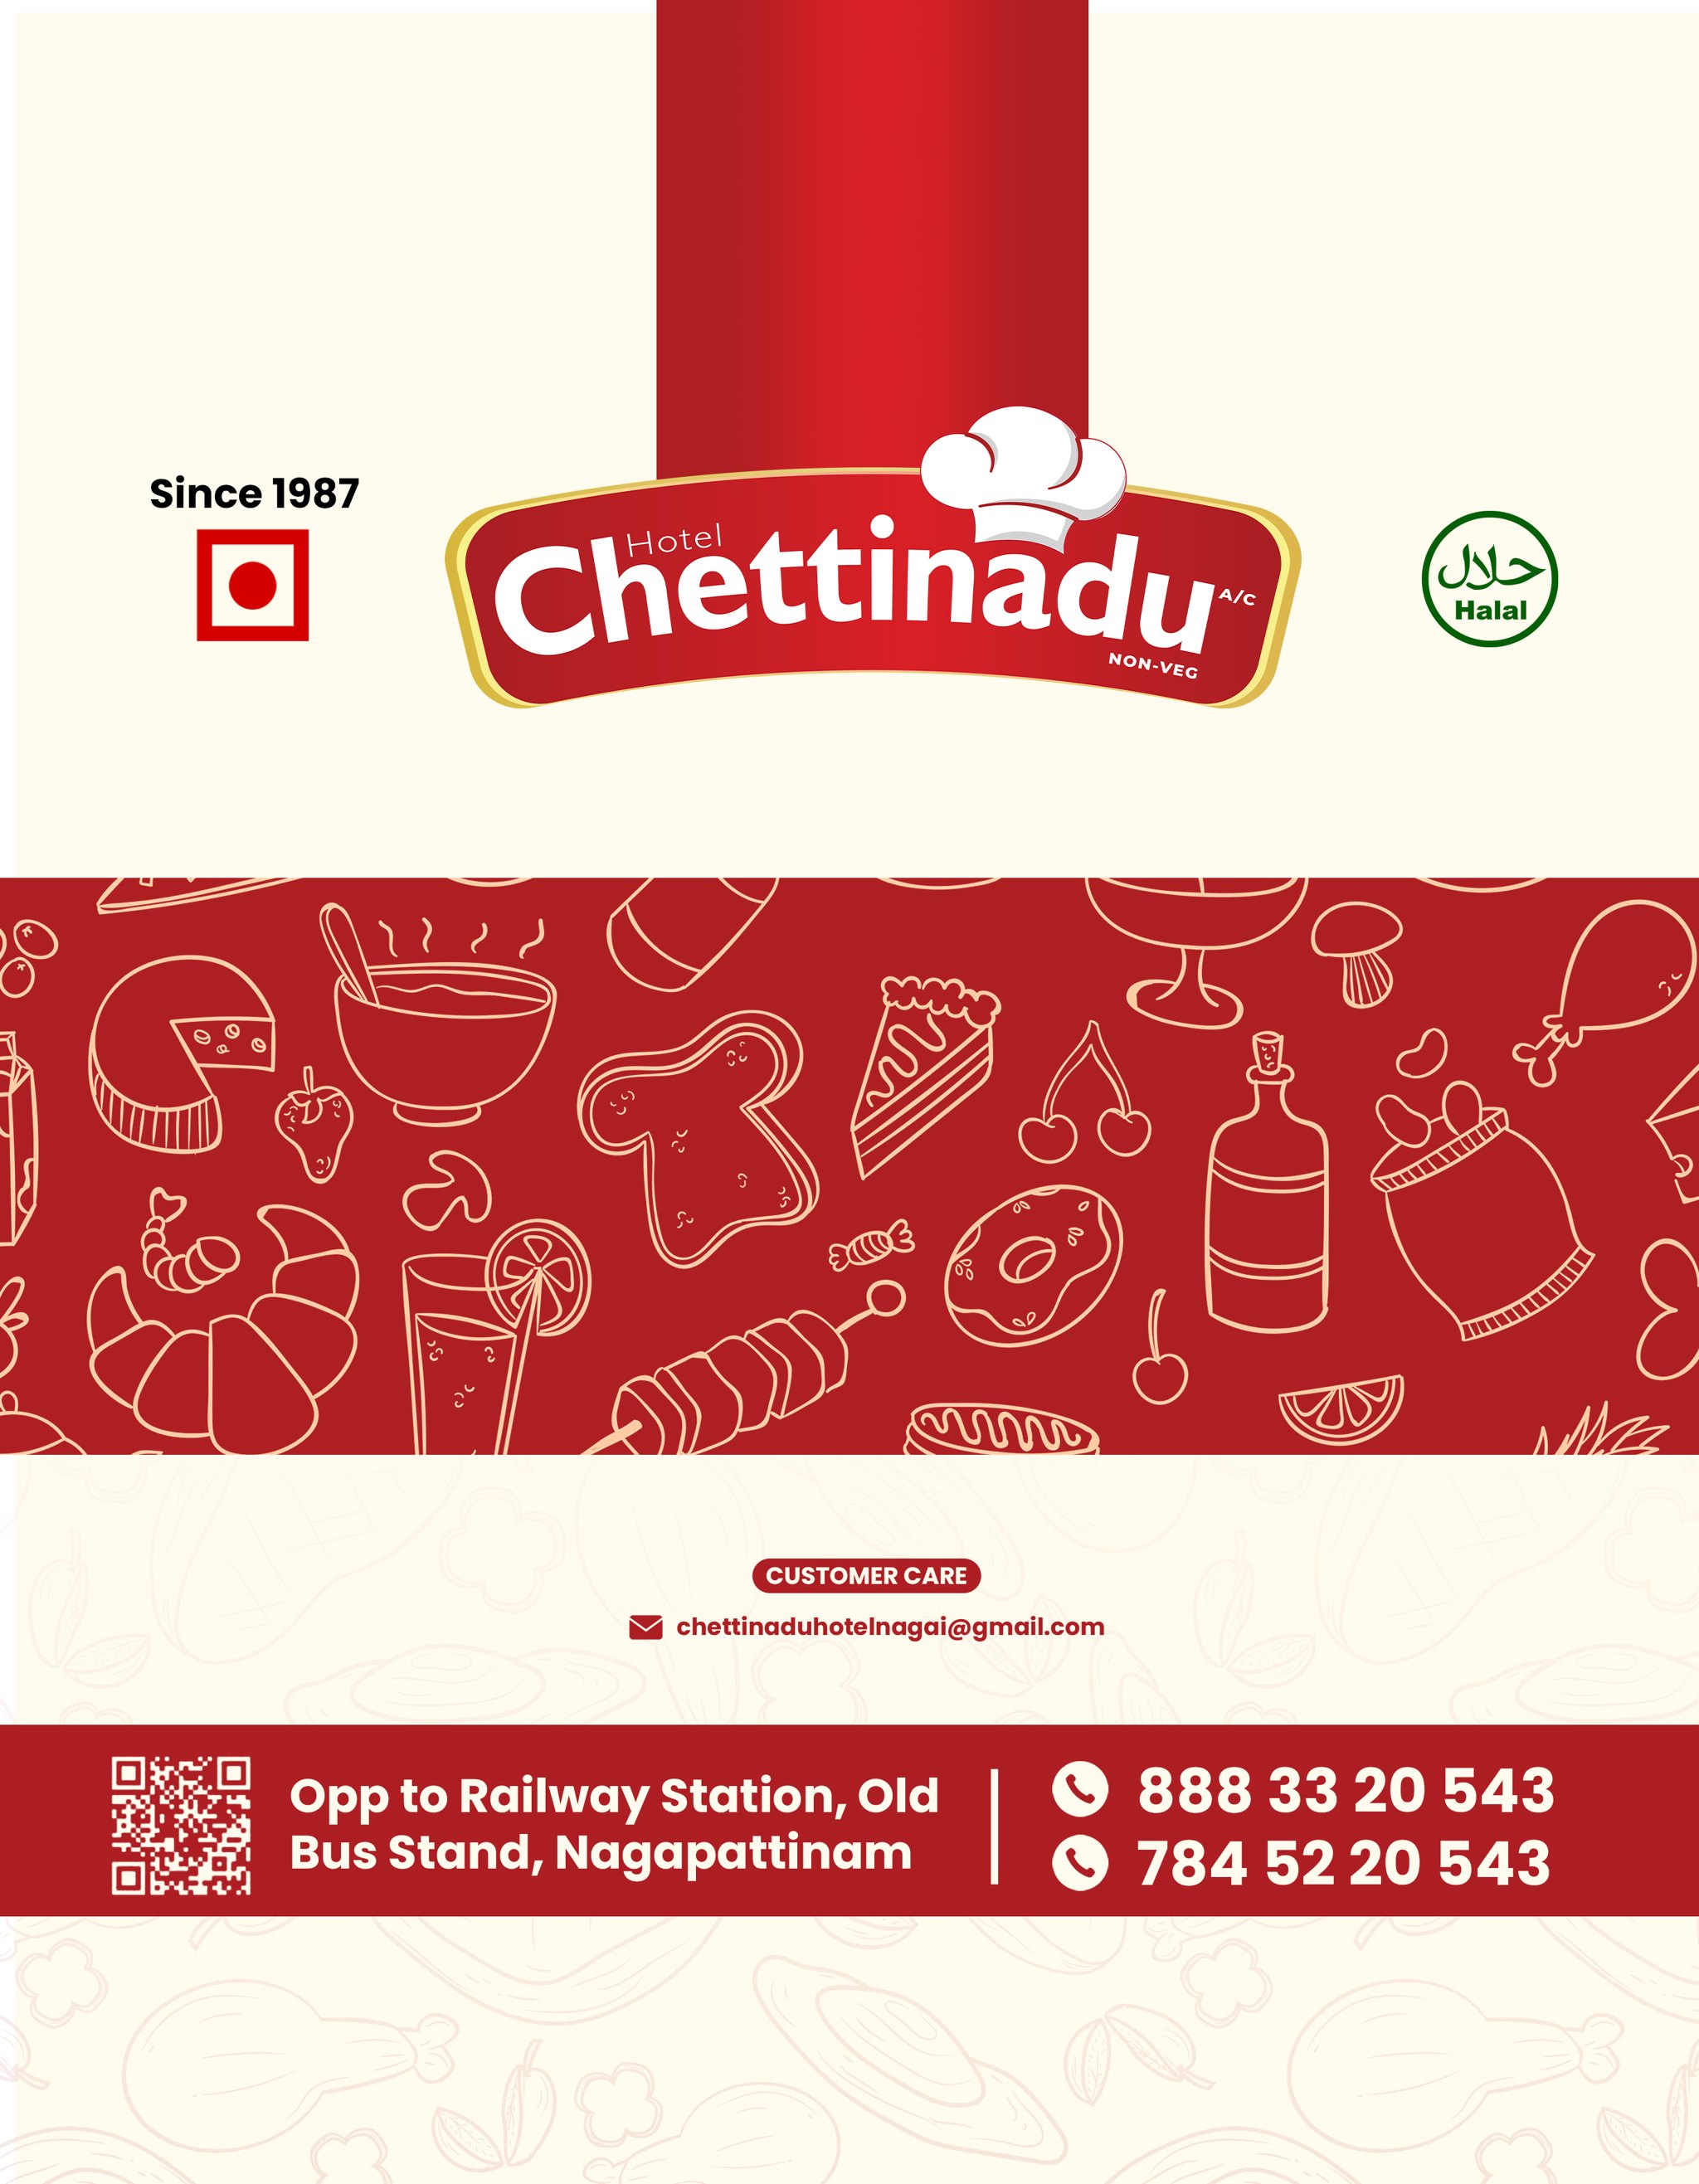 Since 1987
Hotel
Chettinadu
A/C
NON-VEG
حلال
Halal
CUSTOMER CARE
chettinaduhotelnagai@gmail.com
Opp to Railway Station, Old
Bus Stand, Nagapattinam
888 33 20 543
784 52 20 543